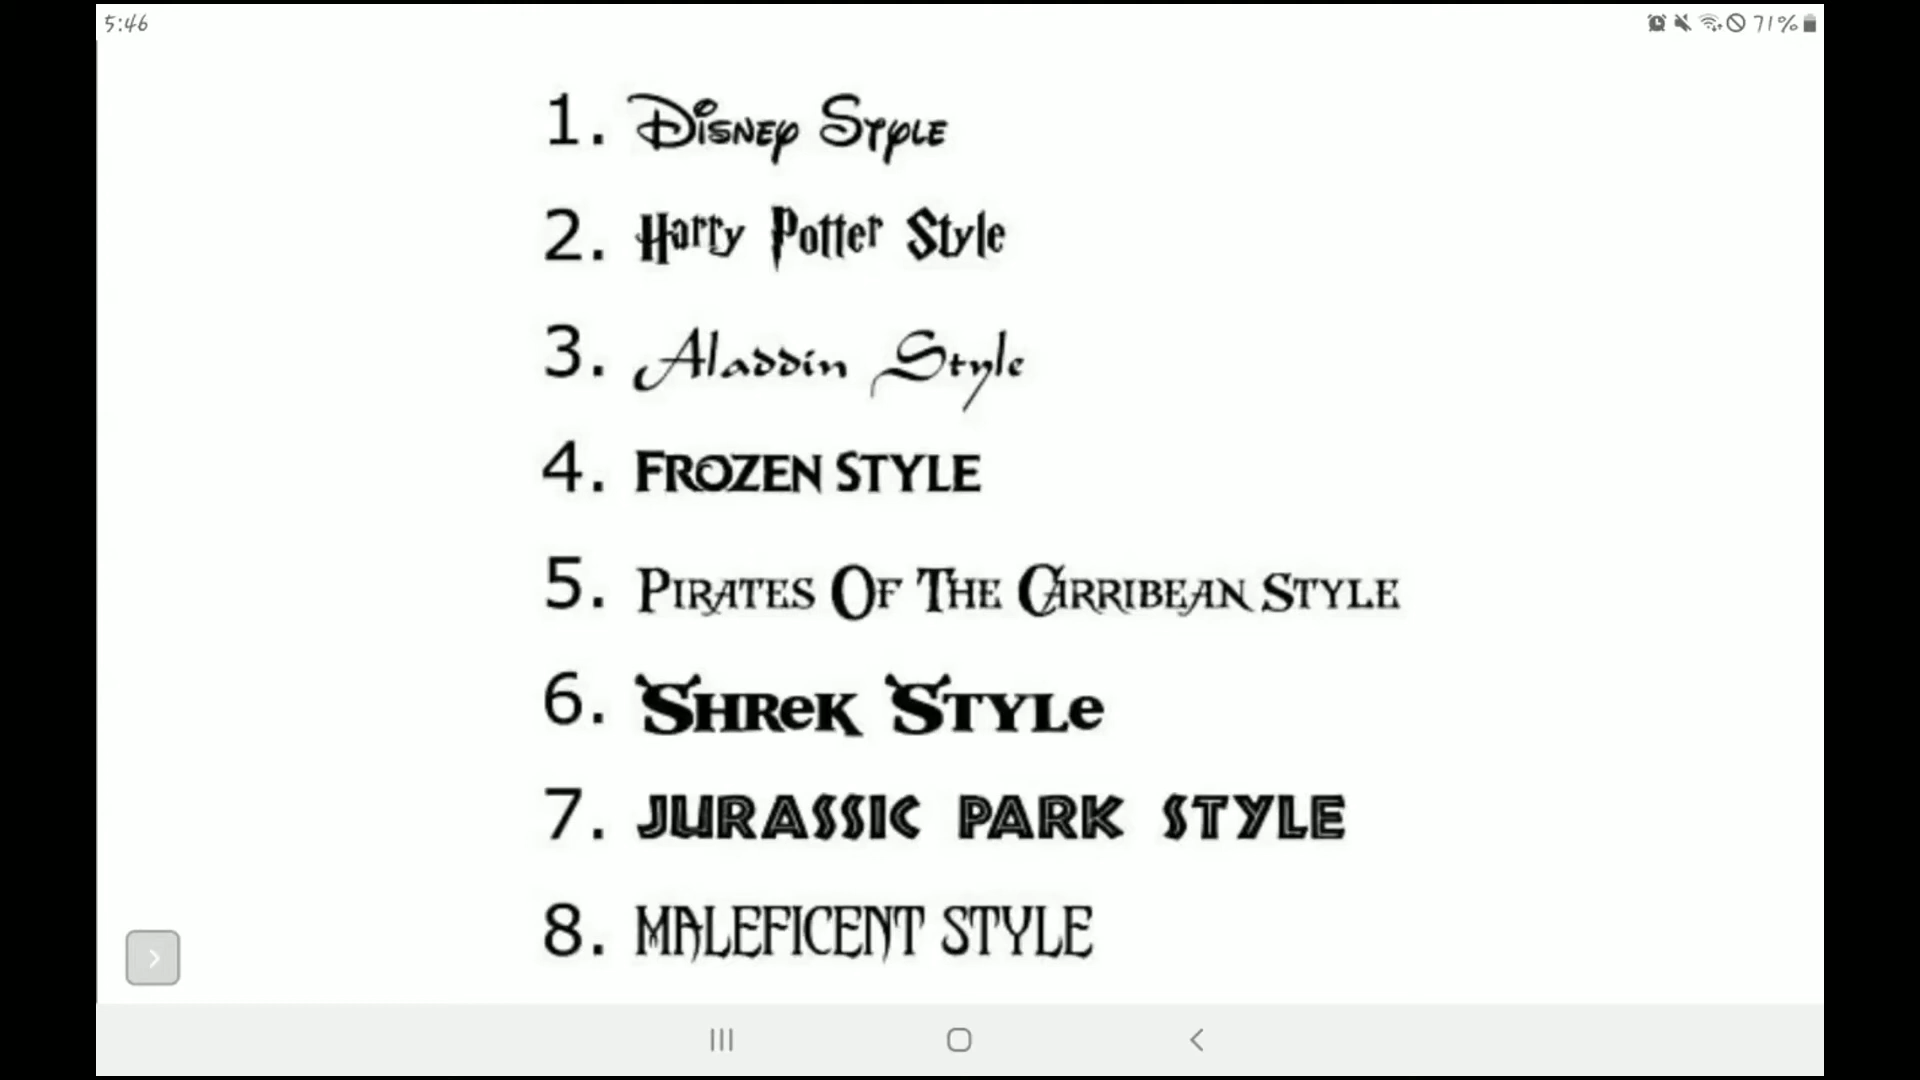 5:46
71%
1. Disney Style
2. Harry Potter Style
3. Aladdin Style
4. FROZEN STYLE
5. PIRATES OF THE CARRIBEAN STYLE
6. SHReK STYLe
7. JURASSIC PARK STYLE
8. MALEFICENT STYLE